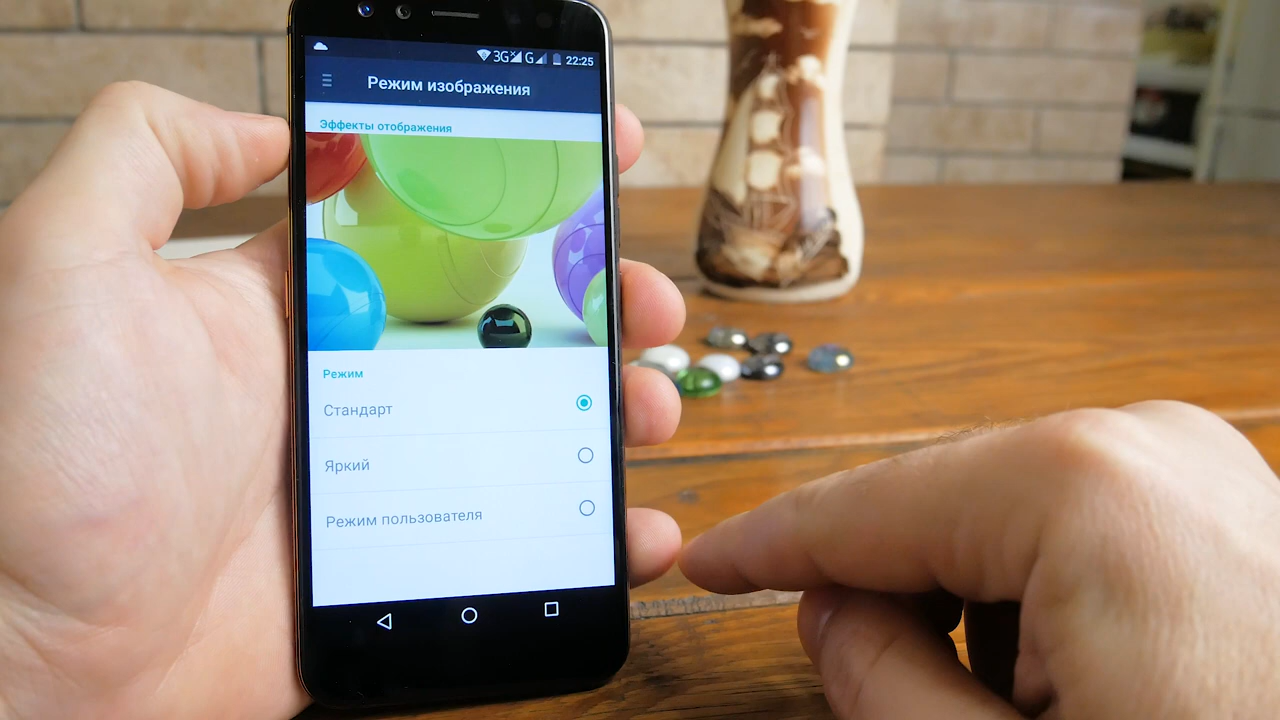 3G G 22:25
Режим изображения
Эффекты отображения
Режим
Стандарт
Яркий
Режим пользователя